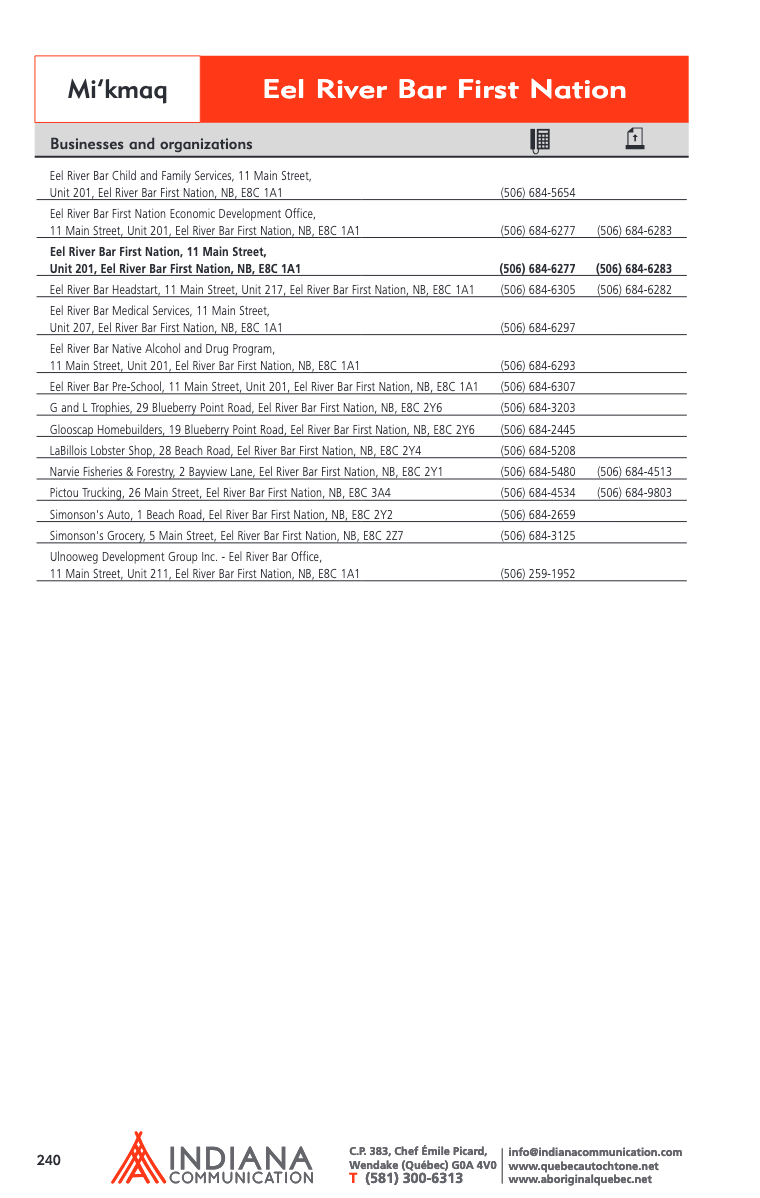 Mi’kmaq
Eel River Bar First Nation
Businesses and organizations
Eel River Bar Child and Family Services, 11 Main Street,
Unit 201, Eel River Bar First Nation, NB, E8C 1A1 (506) 684-5654
Eel River Bar First Nation Economic Development Office,
11 Main Street, Unit 201, Eel River Bar First Nation, NB, E8C 1A1 (506) 684-6277 (506) 684-6283
Eel River Bar First Nation, 11 Main Street,
Unit 201, Eel River Bar First Nation, NB, E8C 1A1 (506) 684-6277 (506) 684-6283
Eel River Bar Headstart, 11 Main Street, Unit 217, Eel River Bar First Nation, NB, E8C 1A1 (506) 684-6305 (506) 684-6282
Eel River Bar Medical Services, 11 Main Street,
Unit 207, Eel River Bar First Nation, NB, E8C 1A1 (506) 684-6297
Eel River Bar Native Alcohol and Drug Program,
11 Main Street, Unit 201, Eel River Bar First Nation, NB, E8C 1A1 (506) 684-6293
Eel River Bar Pre-School, 11 Main Street, Unit 201, Eel River Bar First Nation, NB, E8C 1A1 (506) 684-6307
G and L Trophies, 29 Blueberry Point Road, Eel River Bar First Nation, NB, E8C 2Y6 (506) 684-3203
Glooscap Homebuilders, 19 Blueberry Point Road, Eel River Bar First Nation, NB, E8C 2Y6 (506) 684-2445
LaBillois Lobster Shop, 28 Beach Road, Eel River Bar First Nation, NB, E8C 2Y4 (506) 684-5208
Narvie Fisheries & Forestry, 2 Bayview Lane, Eel River Bar First Nation, NB, E8C 2Y1 (506) 684-5480 (506) 684-4513
Pictou Trucking, 26 Main Street, Eel River Bar First Nation, NB, E8C 3A4 (506) 684-4534 (506) 684-9803
Simonson's Auto, 1 Beach Road, Eel River Bar First Nation, NB, E8C 2Y2 (506) 684-2659
Simonson's Grocery, 5 Main Street, Eel River Bar First Nation, NB, E8C 2Z7 (506) 684-3125
Ulnooweg Development Group Inc. - Eel River Bar Office,
11 Main Street, Unit 211, Eel River Bar First Nation, NB, E8C 1A1 (506) 259-1952
240
INDIANA
COMMUNICATION
C.P. 383, Chef Émile Picard,
Wendake (Québec) G0A 4V0
T (581) 300-6313
info@indianacommunication.com
www.quebecautochtone.net
www.aboriginalquebec.net